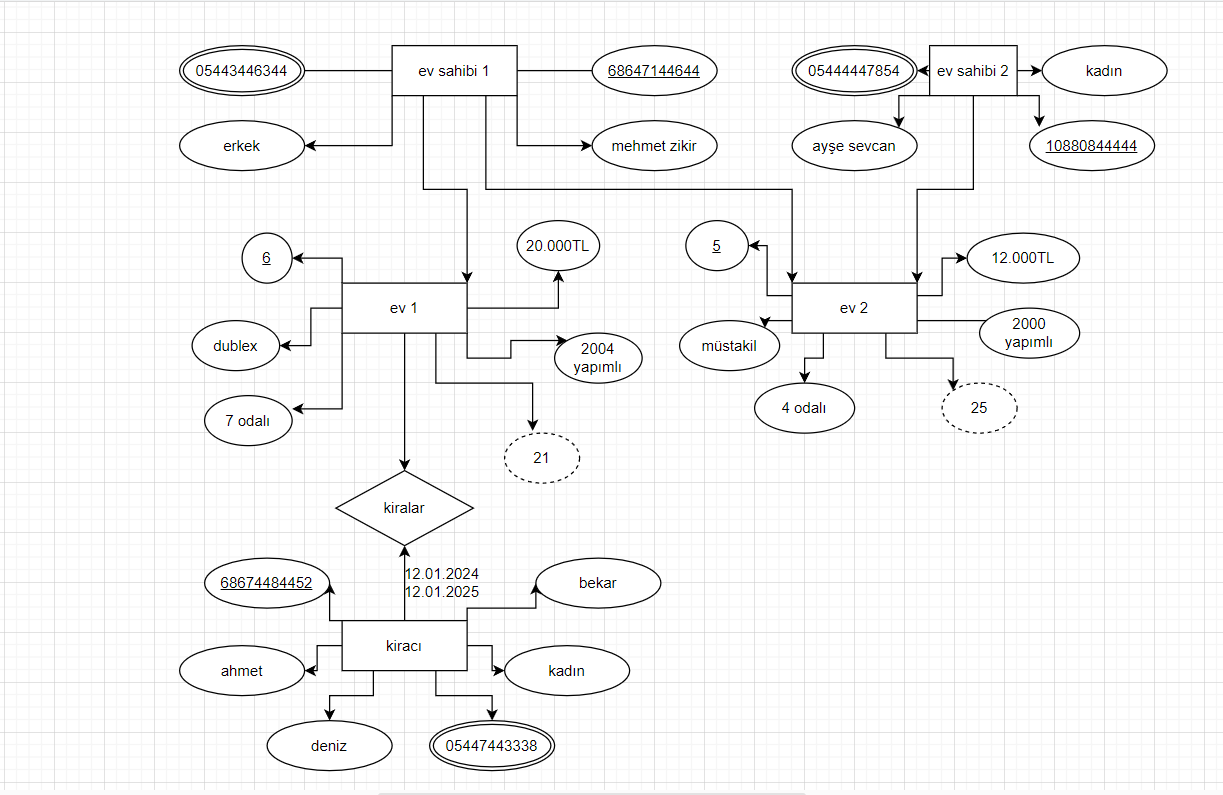 05443446344
ev sahibi 1
68647144644
05444447854
ev sahibi 2
kadın
erkek
mehmet zikir
ayşe sevcan
10880844444
6
20.000TL
5
12.000TL
ev 1
ev 2
dublex
2004
yapımlı
müstakil
2000
yapımlı
7 odalı
4 odalı
25
21
kiralar
12.01.2024
12.01.2025
68674484452
bekar
kiracı
ahmet
kadın
deniz
05447443338